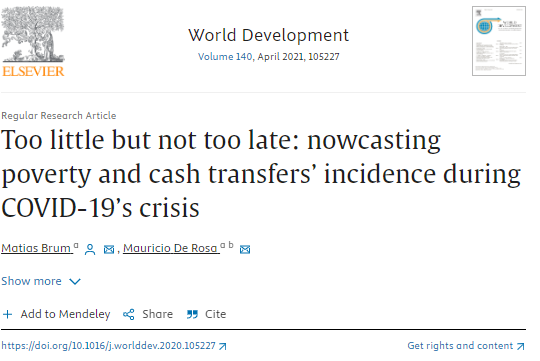 World Development
ELSEVIER
Volume 140, April 2021, 105227
Regular Research Article
Too little but not too late: nowcasting
poverty and cash transfers’ incidence during
COVID-19’s crisis
Matias Brum a , Mauricio De Rosa a b
Show more
Add to Mendeley Share Cite
https://doi.org/10.1016/j.worlddev.2020.105227 Get rights and content